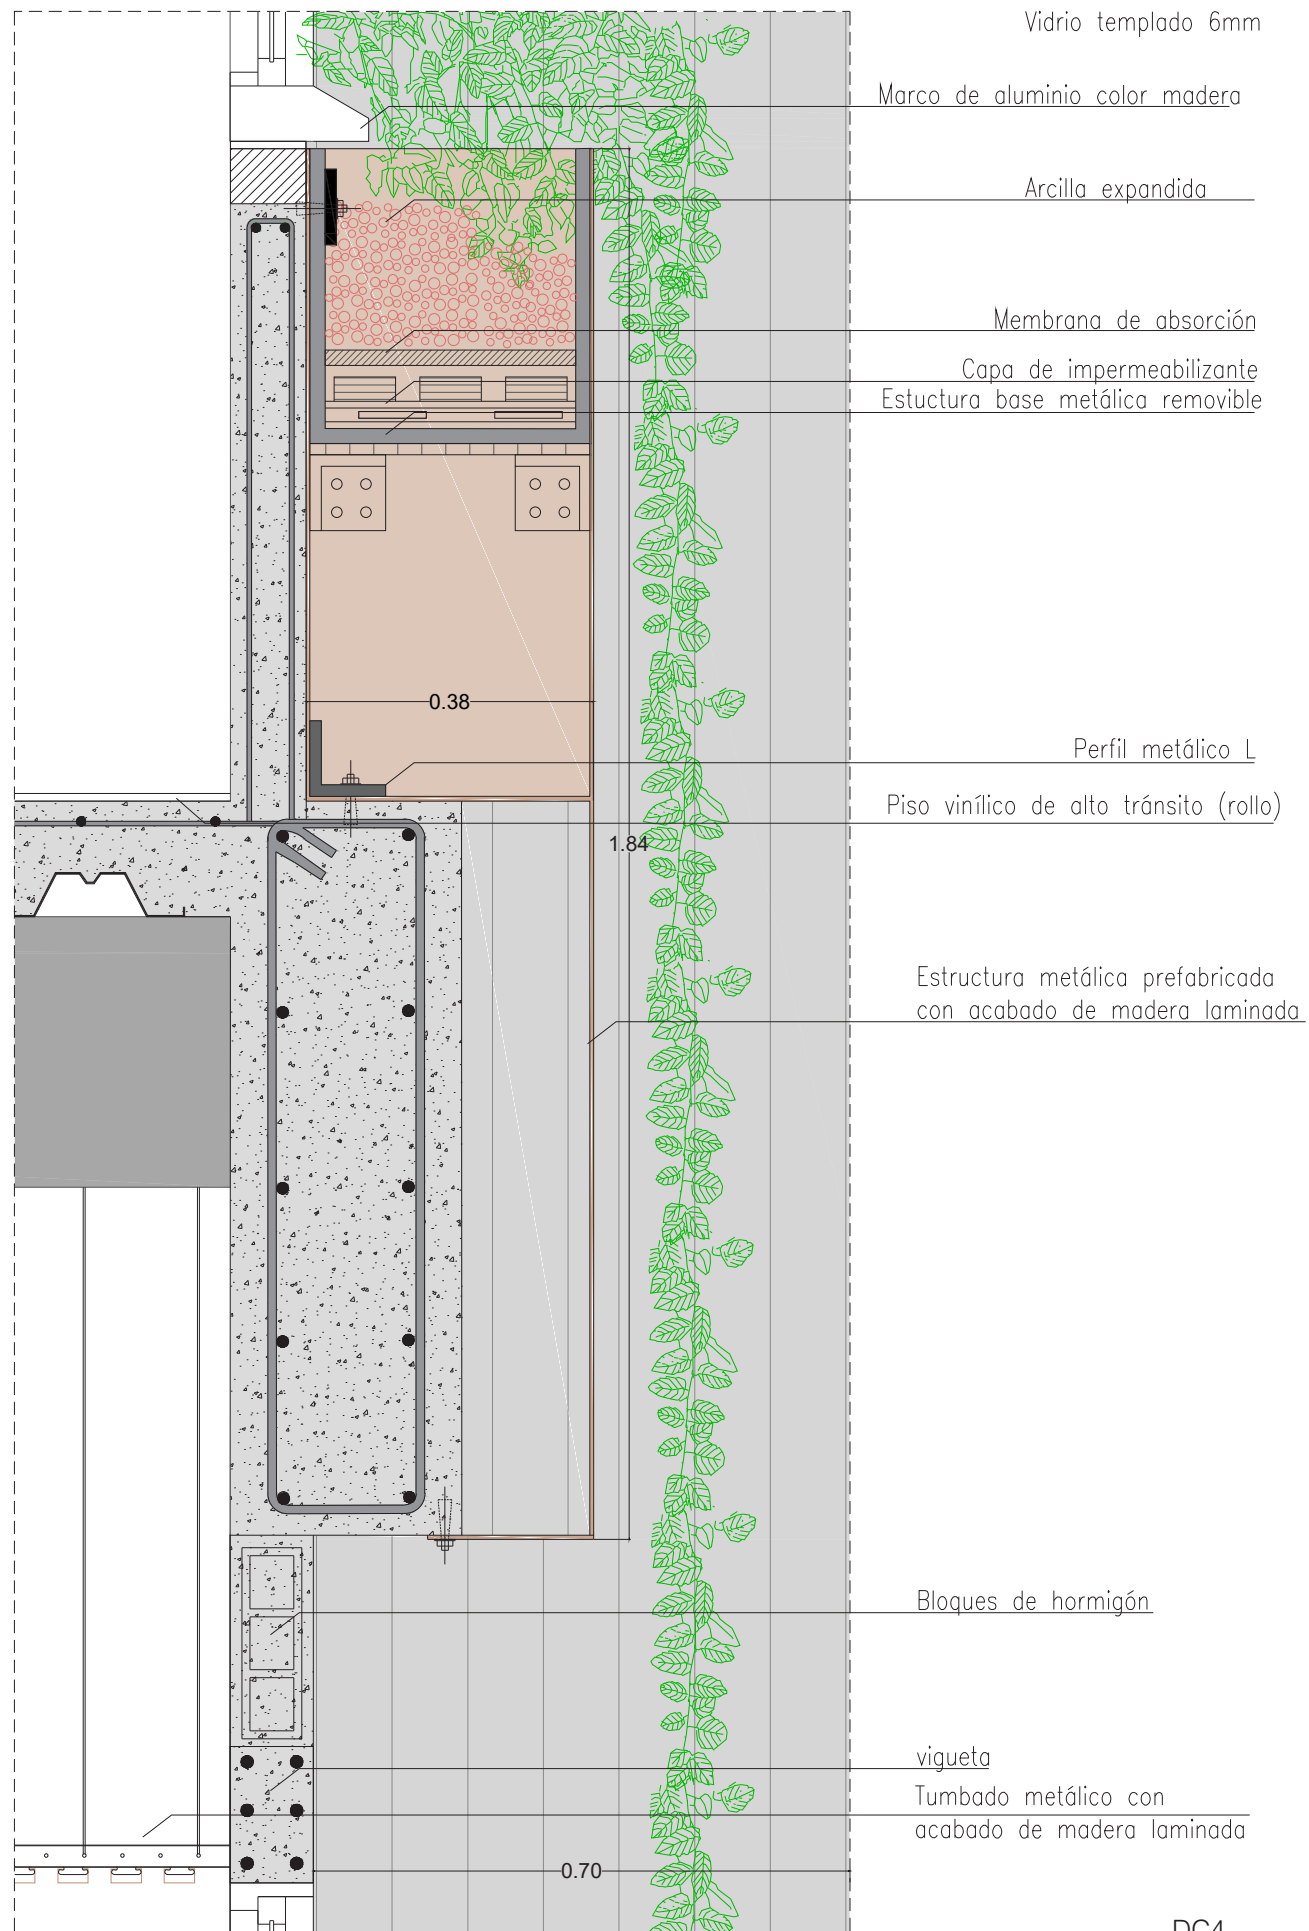 Vidrio templado 6mm
Marco de aluminio color madera
Arcilla expandida
Membrana de absorción
Capa de impermeabilizante
Estuctura base metálica removible
0.38
Perfil metálico L
Piso vinílico de alto tránsito (rollo)
1.84
Estructura metálica prefabricada
con acabado de madera laminada
Bloques de hormigón
vigueta
Tumbado metálico con
acabado de madera laminada
0.70
DC4